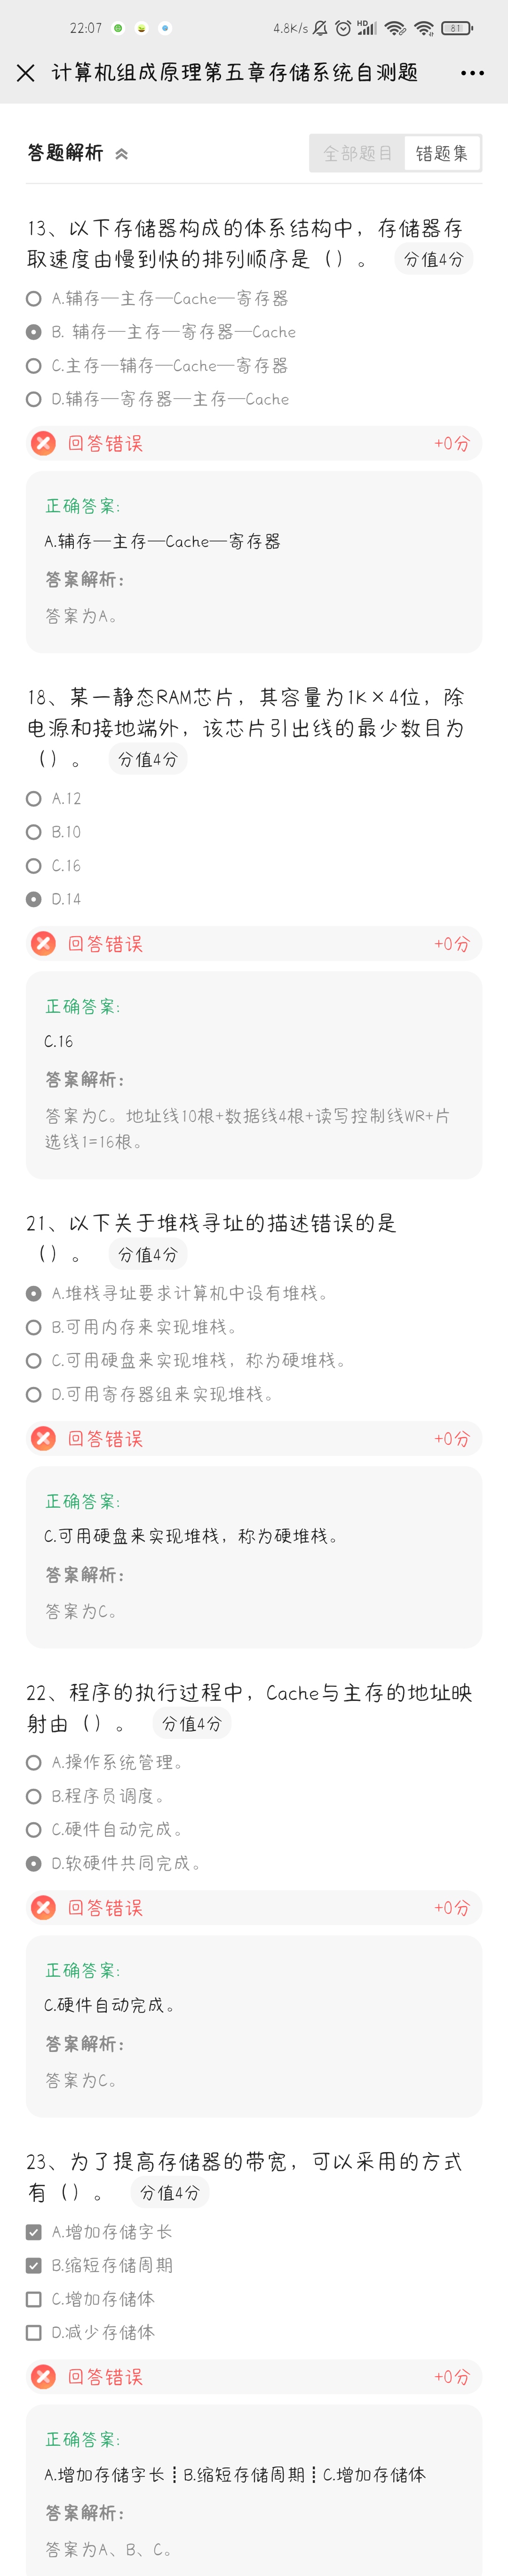 22:07
4.8K/s
HD
81
计算机组成原理第五章存储系统自测题
答题解析
全部题目 错题集
13、以下存储器构成的体系结构中，存储器存
取速度由慢到快的排列顺序是（）。 分值4分
A.辅存—主存—Cache—寄存器
B. 辅存—主存—寄存器—Cache
C.主存—辅存—Cache—寄存器
D.辅存—寄存器—主存—Cache
回答错误 +0分
正确答案:
A.辅存—主存—Cache—寄存器
答案解析:
答案为A。
18、某一静态RAM芯片，其容量为1K×4位，除
电源和接地端外，该芯片引出线的最少数目为
（）。 分值4分
A.12
B.10
C.16
D.14
回答错误 +0分
正确答案:
C.16
答案解析:
答案为C。地址线10根+数据线4根+读写控制线WR+片
选线1=16根。
21、以下关于堆栈寻址的描述错误的是
（）。 分值4分
A.堆栈寻址要求计算机中设有堆栈。
B.可用内存来实现堆栈。
C.可用硬盘来实现堆栈，称为硬堆栈。
D.可用寄存器组来实现堆栈。
回答错误 +0分
正确答案:
C.可用硬盘来实现堆栈，称为硬堆栈。
答案解析:
答案为C。
22、程序的执行过程中，Cache与主存的地址映
射由（）。 分值4分
A.操作系统管理。
B.程序员调度。
C.硬件自动完成。
D.软硬件共同完成。
回答错误 +0分
正确答案:
C.硬件自动完成。
答案解析:
答案为C。
23、为了提高存储器的带宽，可以采用的方式
有（）。 分值4分
A.增加存储字长
B.缩短存储周期
C.增加存储体
D.减少存储体
回答错误 +0分
正确答案:
A.增加存储字长┋B.缩短存储周期┋C.增加存储体
答案解析:
答案为A、B、C。